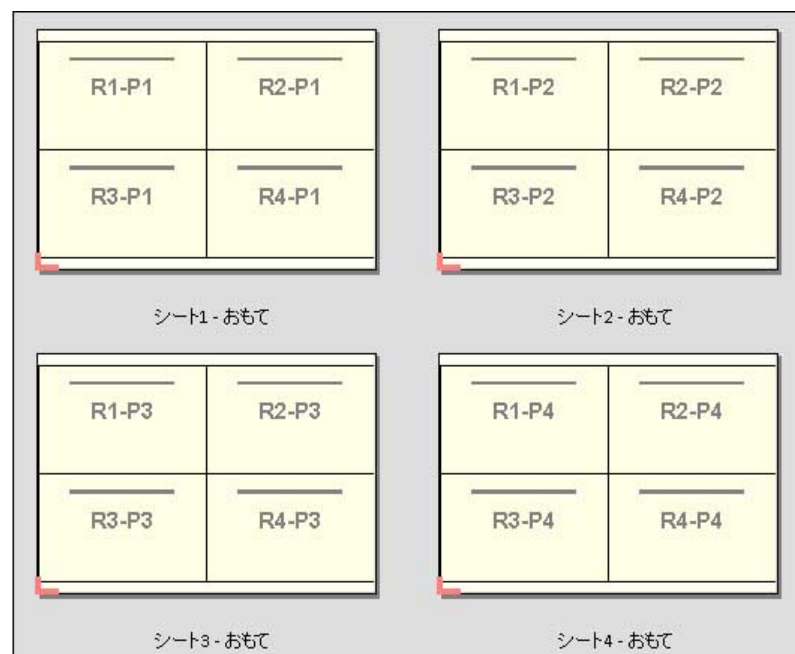 R1-P1 R2-P1 R1-P2 R2-P2
R3-P1 R4-P1 R3-P2 R4-P2
シート1 - おもて シート2 - おもて
R1-P3 R2-P3 R1-P4 R2-P4
R3-P3 R4-P3 R3-P4 R4-P4
シート3 - おもて シート4 - おもて